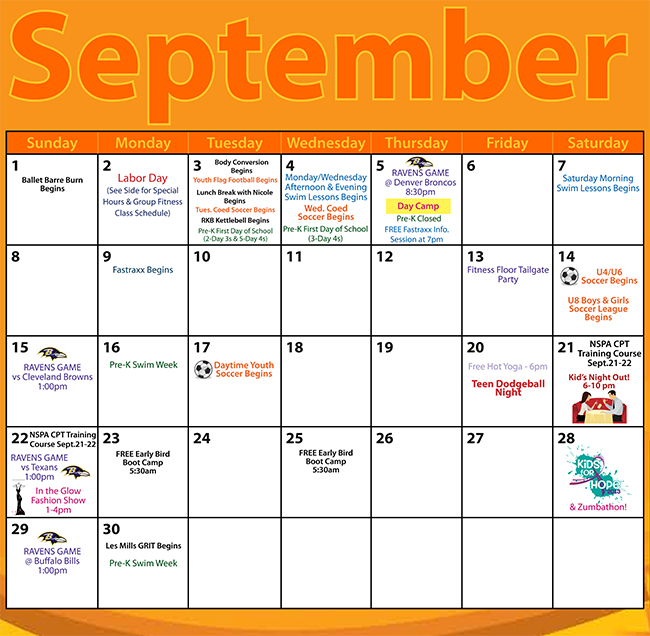 September
Sunday Monday Tuesday Wednesday Thursday Friday Saturday
1
Ballet Barre Burn
Begins
2
Labor Day
(See Side for Special
Hours & Group Fitness
Class Schedule)
3
Body Conversion
Begins
Youth Flag Football Begins
Lunch Break with Nicole
Begins
Tues. Coed Soccer Begins
RKB Kettlebell Begins
Pre-K First Day of School
(2-Day 3s & 5-Day 4s)
4
Monday/Wednesday
Afternoon & Evening
Swim Lessons Begins
Wed. Coed
Soccer Begins
Pre-K First Day of School
(3-Day 4s)
5
RAVENS GAME
@ Denver Broncos
8:30pm
Day Camp
Pre-K Closed
FREE Fastraxx Info.
Session at 7pm
6
7
Saturday Morning
Swim Lessons Begins
8
9
Fastraxx Begins
10
11
12
13
Fitness Floor Tailgate
Party
14
U4/U6
Soccer Begins
U8 Boys & Girls
Soccer League
Begins
15
RAVENS GAME
vs Cleveland Browns
1:00pm
16
Pre-K Swim Week
17
Daytime Youth
Soccer Begins
18
19
20
Free Hot Yoga - 6pm
Teen Dodgeball
Night
21
NSPA CPT
Training Course
Sept.21-22
Kid's Night Out!
6-10 pm
22
NSPA CPT Training
Course Sept.21-22
RAVENS GAME
vs Texans
1:00pm
In the Glow
Fashion Show
1-4pm
23
FREE Early Bird
Boot Camp
5:30am
24
25
FREE Early Bird
Boot Camp
5:30am
26
27
28
KiDS
FOR
HOPE
& Zumbathon!
29
RAVENS GAME
@ Buffalo Bills
1:00pm
30
Les Mills GRIT Begins
Pre-K Swim Week